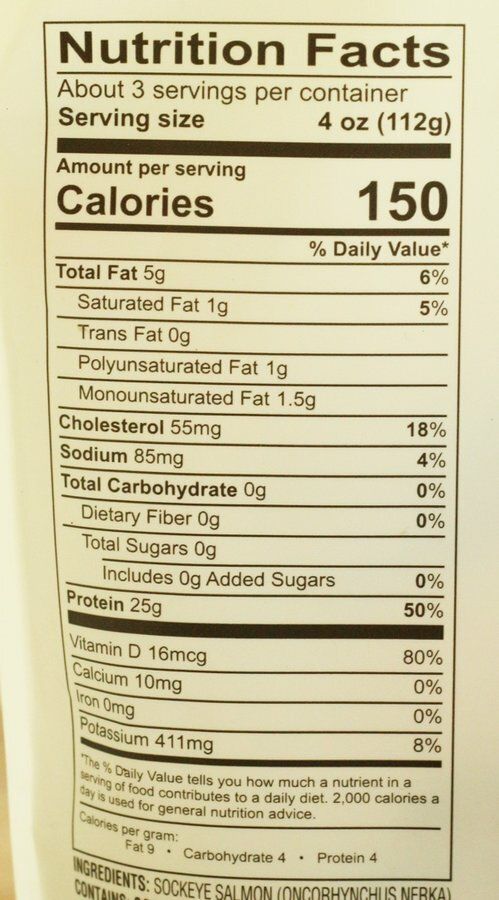 Nutrition Facts
About 3 servings per container
Serving size 4 oz (112g)
Amount per serving
Calories 150
% Daily Value*
Total Fat 5g 6%
Saturated Fat 1g 5%
Trans Fat 0g
Polyunsaturated Fat 1g
Monounsaturated Fat 1.5g
Cholesterol 55mg 18%
Sodium 85mg 4%
Total Carbohydrate 0g 0%
Dietary Fiber 0g 0%
Total Sugars 0g
Includes 0g Added Sugars 0%
Protein 25g 50%
Vitamin D 16mcg 80%
Calcium 10mg 0%
Iron 0mg 0%
Potassium 411mg 8%
*The % Daily Value tells you how much a nutrient in a
serving of food contributes to a daily diet. 2,000 calories a
day is used for general nutrition advice.
Calories per gram:
Fat 9 • Carbohydrate 4 • Protein 4
INGREDIENTS: SOCKEYE SALMON (ONCORHYNCHUS NERKA)
CONTAINS: